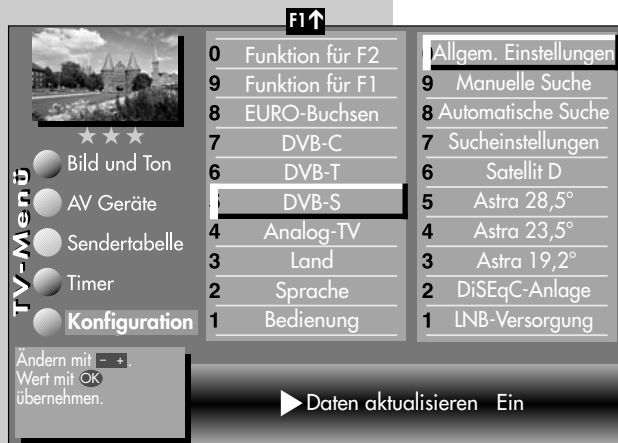 F1↑
TV-Menü
Bild und Ton
AV Geräte
Sendertabelle
Timer
Konfiguration
0 Funktion für F2
9 Funktion für F1
8 EURO-Buchsen
7 DVB-C
6 DVB-T
DVB-S
4 Analog-TV
3 Land
2 Sprache
1 Bedienung
Allgem. Einstellungen
9 Manuelle Suche
8 Automatische Suche
7 Sucheinstellungen
6 Satellit D
5 Astra 28,5°
4 Astra 23,5°
3 Astra 19,2°
2 DiSEqC-Anlage
1 LNB-Versorgung
Ändern mit - + .
Wert mit OK
übernehmen.
Daten aktualisieren Ein